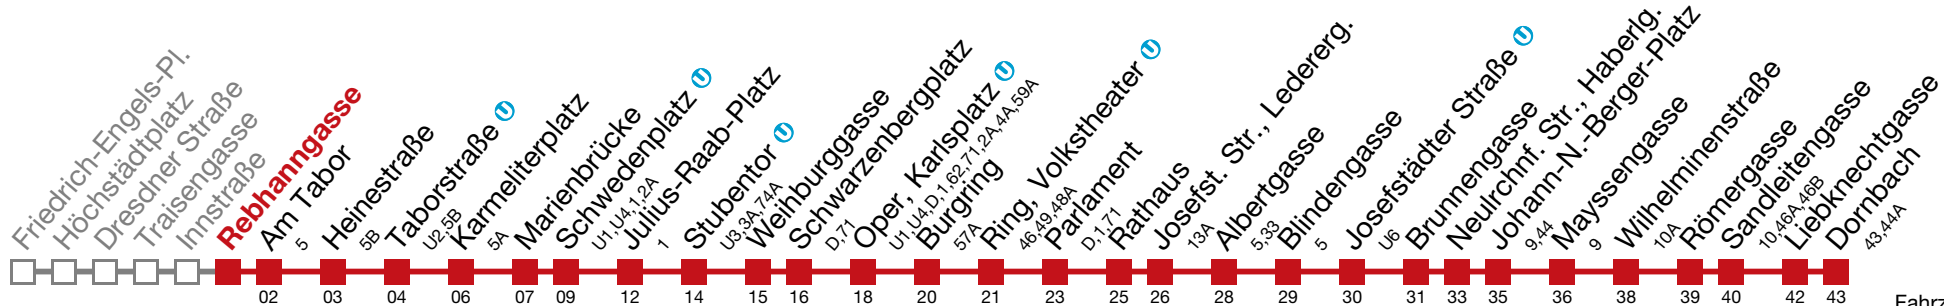 Friedrich-Engels-Pl.
Höchstädtplatz
Dresdner Straße
Traisengasse
Innstraße
Rebhanngasse
Am Tabor
5
Heinestraße
5B
Taborstraße U
U2,5B
Karmeliterplatz
5A
Marienbrücke
Schwedenplatz U
U1,U4,1,2A
Julius-Raab-Platz
1
Stubentor U
U3,3A,74A
Weihburggasse
Schwarzenbergplatz
D,71
Oper, Karlsplatz U
U1,U4,D,1,62,71,2A,4A,59A
Burgring
57A
Ring, Volkstheater U
46,49,48A
Parlament
D,1,71
Rathaus
Josefst. Str., Ledererg.
13A
Albertgasse
5,33
Blindengasse
5
Josefstädter Straße U
U6
Brunnengasse
Neulrchnf. Str., Haberlg.
Johann-N.-Berger-Platz
9,44
Mayssengasse
9
Wilhelminenstraße
10A
Römergasse
Sandleitengasse
10,46A,46B
Liebknechtgasse
Dornbach
43,44A
02 03 04 06 07 09 12 14 15 16 18 20 21 23 25 26 28 29 30 31 33 35 36 38 39 40 42 43
Fahrz